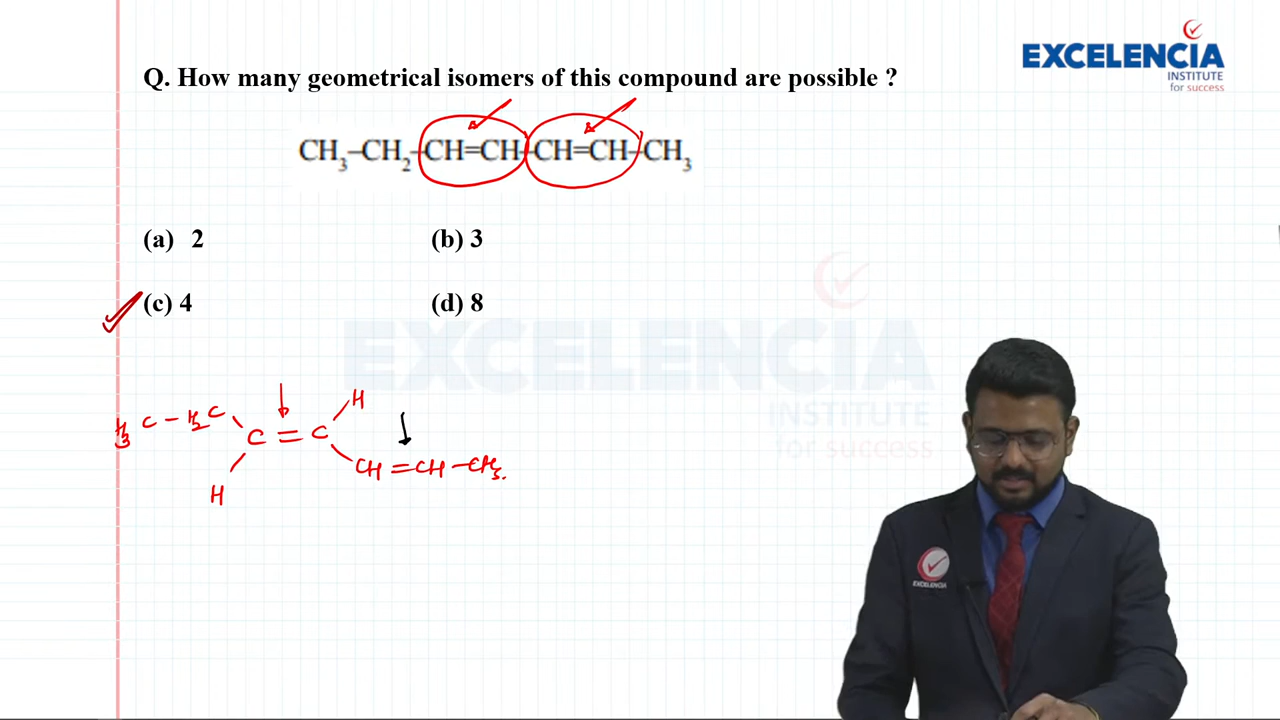 EXCELENCIA
INSTITUTE
for success
Q. How many geometrical isomers of this compound are possible ?
CH₃–CH₂–CH=CH–CH=CH–CH₃
(a) 2
(b) 3
(c) 4
(d) 8
EXCELENCIA
INSTITUTE
for success
H
H₃C – H₂C
C = C
CH = CH – CH₃.
H
EXCELENCIA